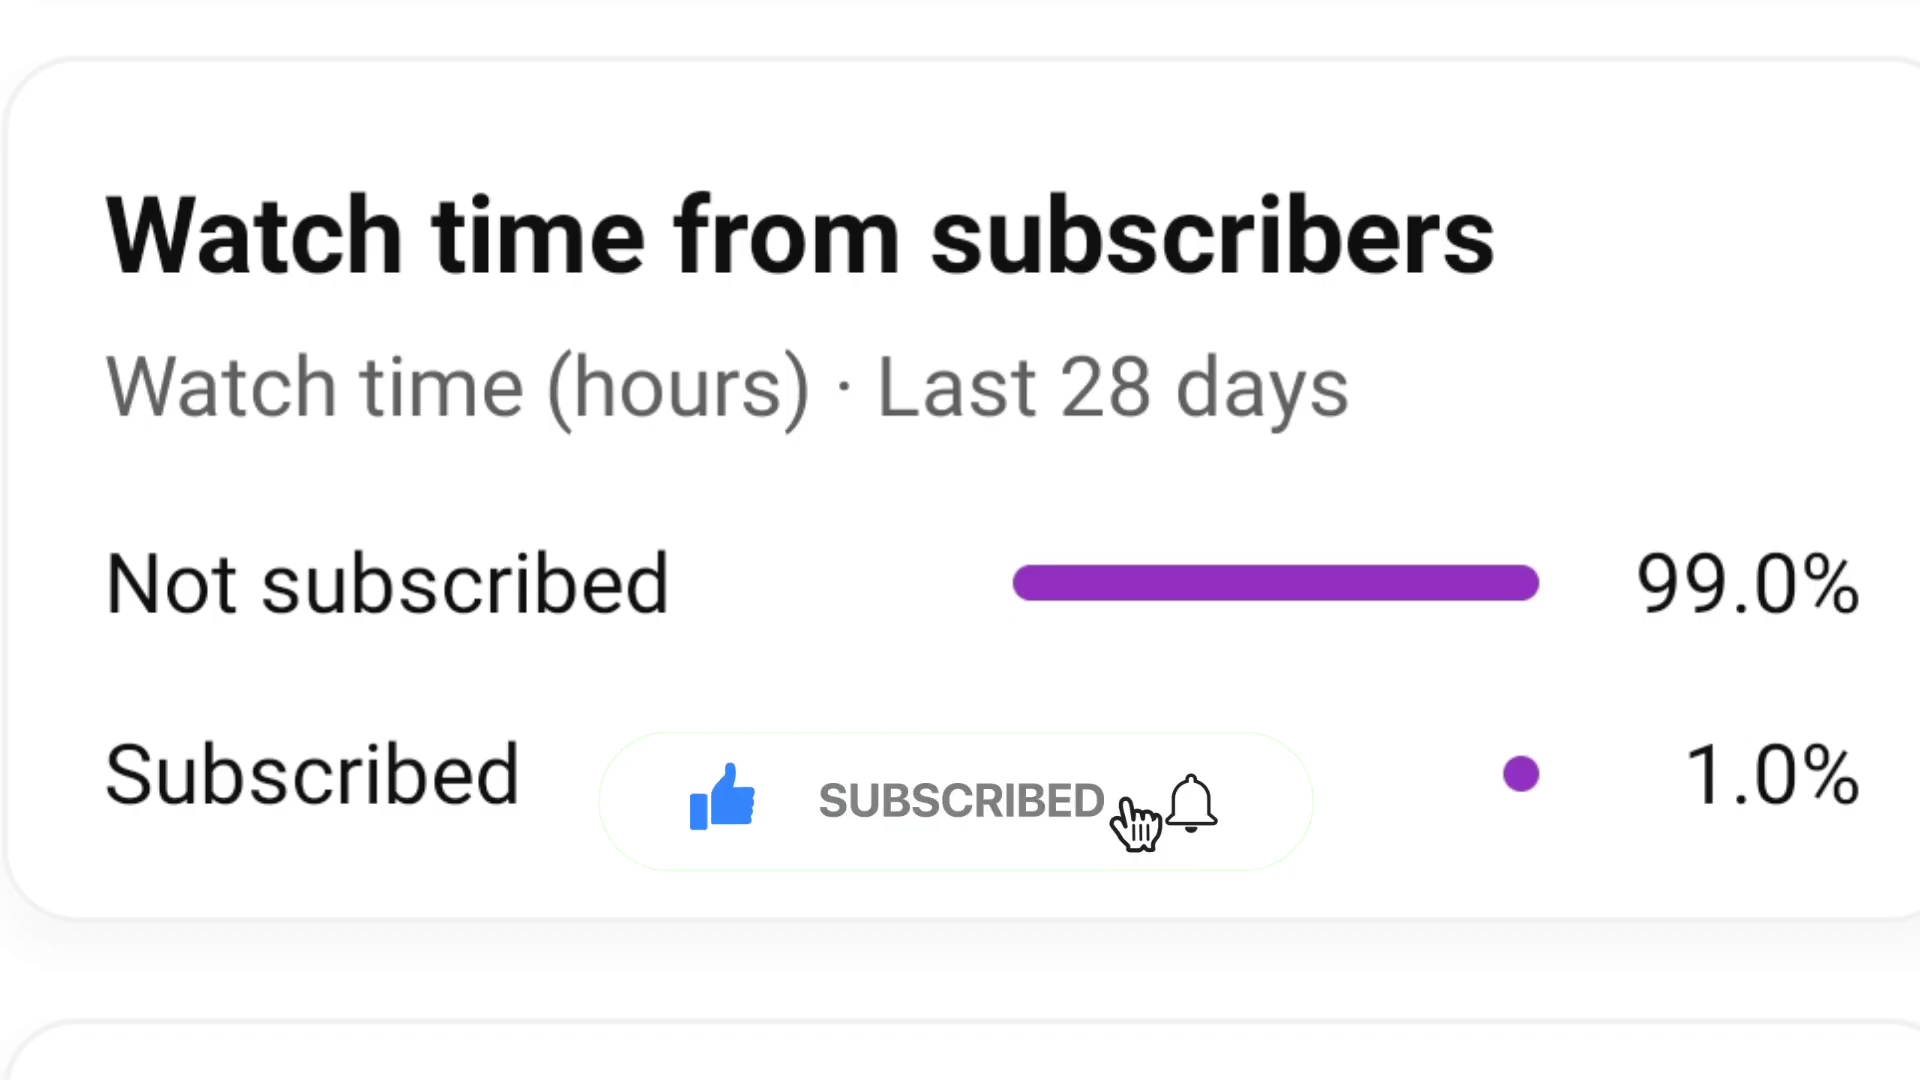 Watch time from subscribers
Watch time (hours) · Last 28 days
Not subscribed 99.0%
Subscribed 1.0%
SUBSCRIBED